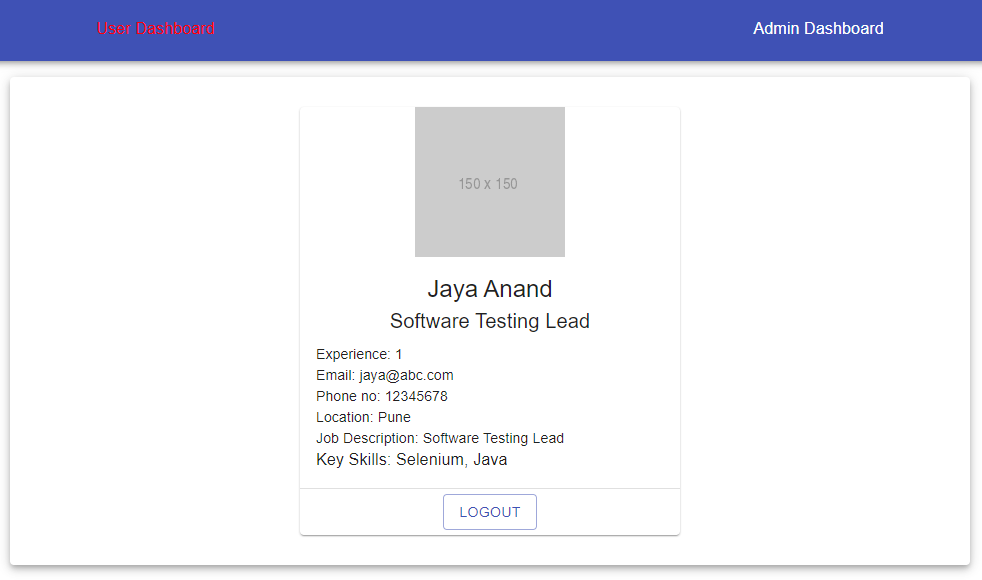 User Dashboard
Admin Dashboard
150 x 150
Jaya Anand
Software Testing Lead
Experience: 1
Email: jaya@abc.com
Phone no: 12345678
Location: Pune
Job Description: Software Testing Lead
Key Skills: Selenium, Java
LOGOUT